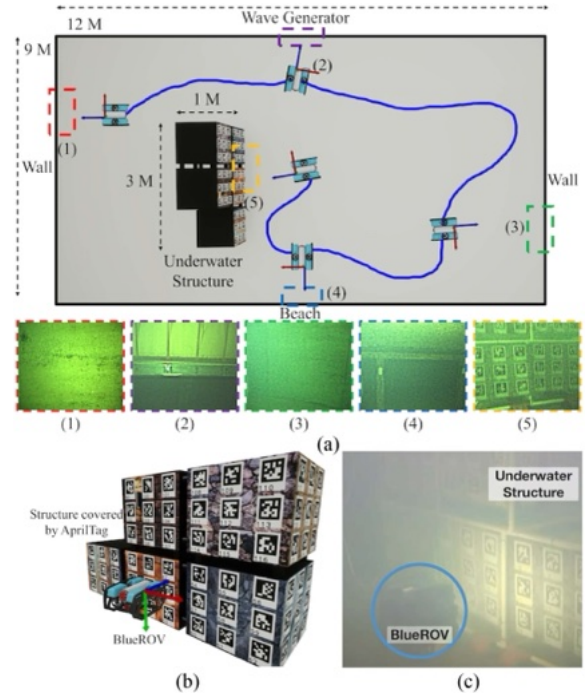 Wave Generator
12 M
9 M
(2)
1 M
(1)
Wall
Wall
3 M
(5)
(3)
Underwater
Structure
(4)
Beach
(1)
(2)
(3)
(4)
(5)
(a)
Structure covered
by AprilTag
BlueROV
Underwater
Structure
BlueROV
(b)
(c)